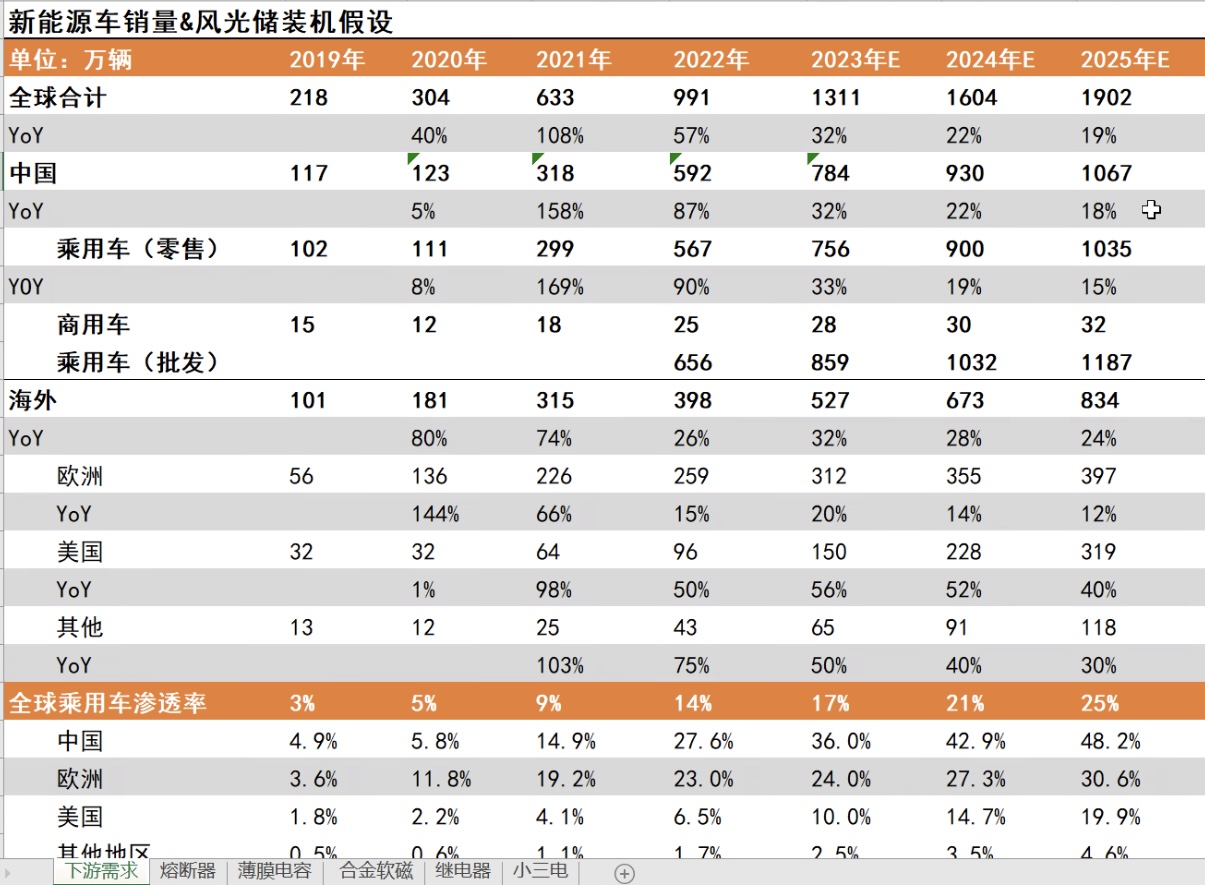 新能源车销量&风光储装机假设
单位：万辆 2019年 2020年 2021年 2022年 2023年E 2024年E 2025年E
全球合计 218 304 633 991 1311 1604 1902
YoY 40% 108% 57% 32% 22% 19%
中国 117 123 318 592 784 930 1067
YoY 5% 158% 87% 32% 22% 18%
乘用车（零售） 102 111 299 567 756 900 1035
YOY 8% 169% 90% 33% 19% 15%
商用车 15 12 18 25 28 30 32
乘用车（批发） 656 859 1032 1187
海外 101 181 315 398 527 673 834
YoY 80% 74% 26% 32% 28% 24%
欧洲 56 136 226 259 312 355 397
YoY 144% 66% 15% 20% 14% 12%
美国 32 32 64 96 150 228 319
YoY 1% 98% 50% 56% 52% 40%
其他 13 12 25 43 65 91 118
YoY 103% 75% 50% 40% 30%
全球乘用车渗透率 3% 5% 9% 14% 17% 21% 25%
中国 4.9% 5.8% 14.9% 27.6% 36.0% 42.9% 48.2%
欧洲 3.6% 11.8% 19.2% 23.0% 24.0% 27.3% 30.6%
美国 1.8% 2.2% 4.1% 6.5% 10.0% 14.7% 19.9%
其他地区 0.5% 0.6% 1.1% 1.7% 2.5% 3.5% 4.6%
下游需求 熔断器 薄膜电容 合金软磁 继电器 小三电